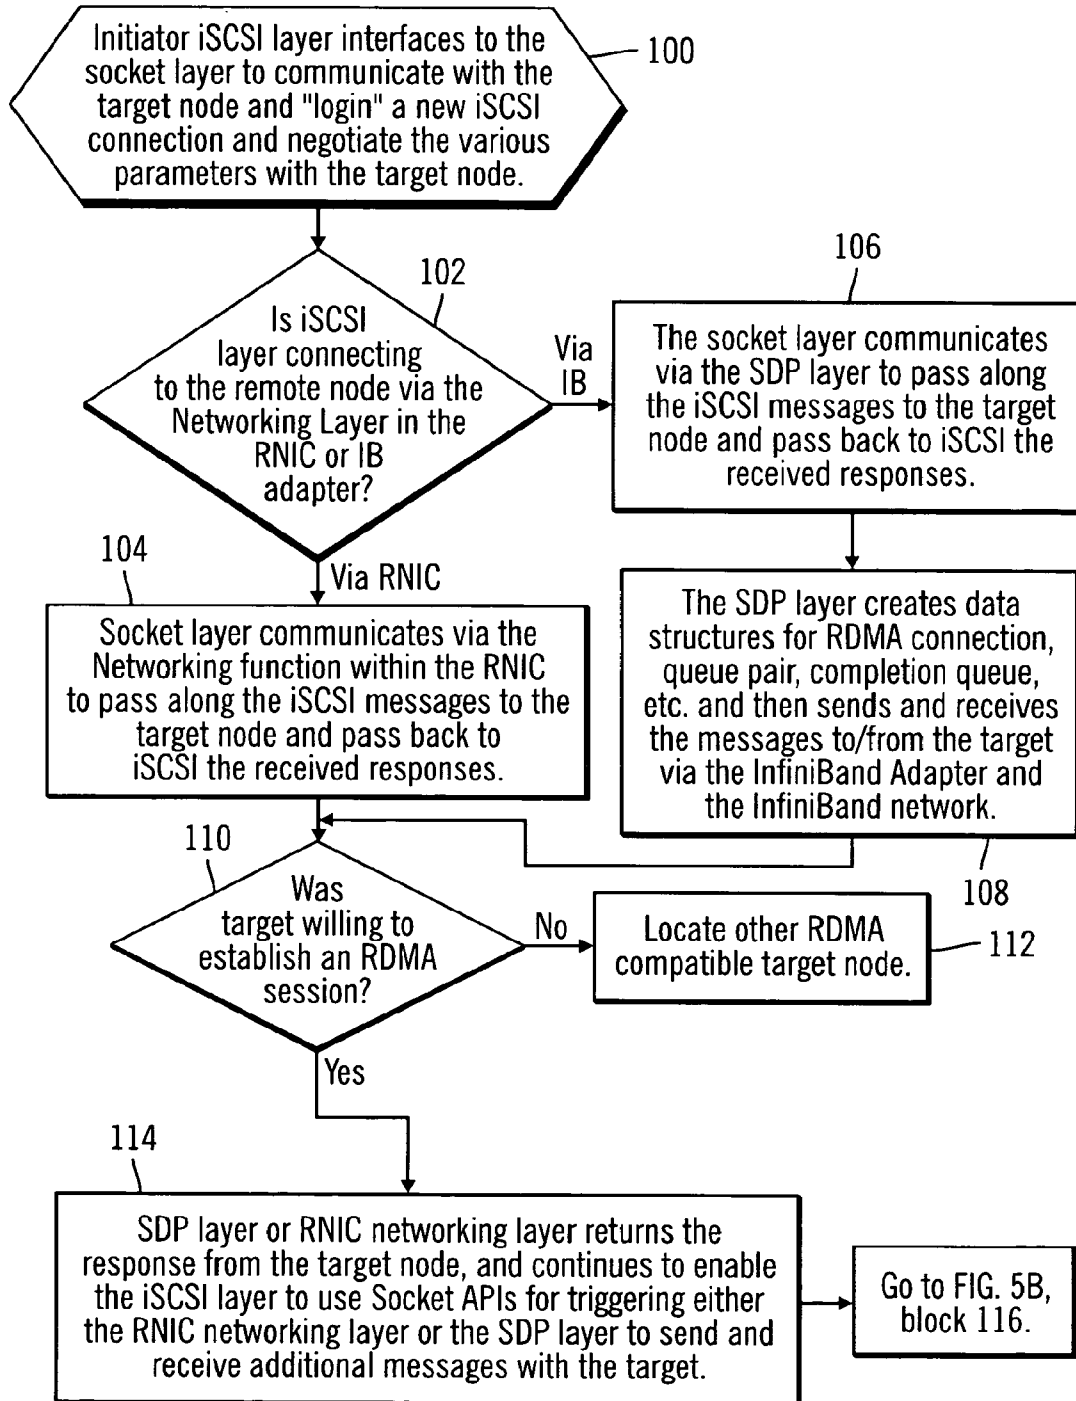 Initiator iSCSI layer interfaces to the
socket layer to communicate with the
target node and "login" a new iSCSI
connection and negotiate the various
parameters with the target node.
100
102
Is iSCSI
layer connecting
to the remote node via the
Networking Layer in the
RNIC or IB
adapter?
Via
IB
106
The socket layer communicates
via the SDP layer to pass along
the iSCSI messages to the target
node and pass back to iSCSI the
received responses.
Via RNIC
104
Socket layer communicates via the
Networking function within the RNIC
to pass along the iSCSI messages to the
target node and pass back to
iSCSI the received responses.
The SDP layer creates data
structures for RDMA connection,
queue pair, completion queue,
etc. and then sends and receives
the messages to/from the target
via the InfiniBand Adapter and
the InfiniBand network.
108
110
Was
target willing to
establish an RDMA
session?
No
Locate other RDMA
compatible target node.
112
Yes
114
SDP layer or RNIC networking layer returns the
response from the target node, and continues to enable
the iSCSI layer to use Socket APIs for triggering either
the RNIC networking layer or the SDP layer to send and
receive additional messages with the target.
Go to FIG. 5B,
block 116.